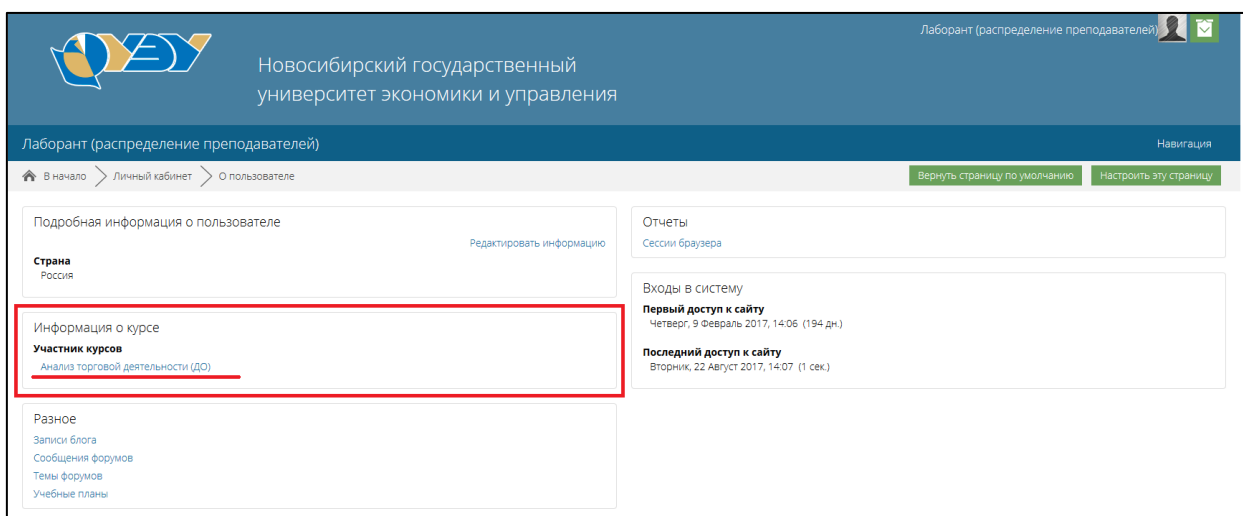 Лаборант (распределение преподавателей)
Новосибирский государственный
университет экономики и управления
Лаборант (распределение преподавателей)
Навигация
В начало
Личный кабинет
О пользователе
Вернуть страницу по умолчанию
Настроить эту страницу
Подробная информация о пользователе
Редактировать информацию
Страна
Россия
Информация о курсе
Участник курсов
Анализ торговой деятельности (ДО)
Разное
Записи блога
Сообщения форумов
Темы форумов
Учебные планы
Отчеты
Сессии браузера
Входы в систему
Первый доступ к сайту
Четверг, 9 Февраль 2017, 14:06 (194 дн.)
Последний доступ к сайту
Вторник, 22 Август 2017, 14:07 (1 сек.)